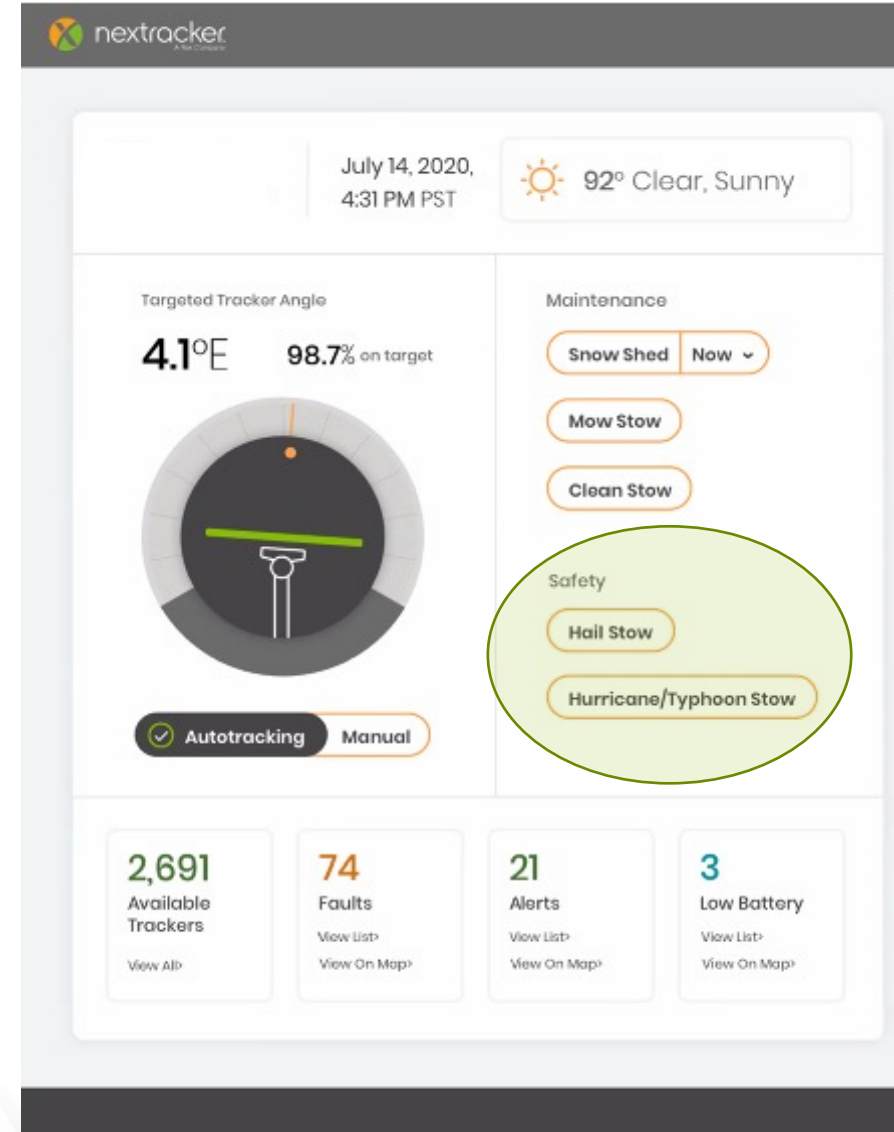 nextracker
A Flex Company
July 14, 2020,
4:31 PM PST
92° Clear, Sunny
Targeted Tracker Angle
4.1°E
98.7% on target
Autotracking
Manual
Maintenance
Snow Shed
Now
Mow Stow
Clean Stow
Safety
Hail Stow
Hurricane/Typhoon Stow
2,691
Available
Trackers
View All>
74
Faults
View List>
View On Map>
21
Alerts
View List>
View On Map>
3
Low Battery
View List>
View On Map>